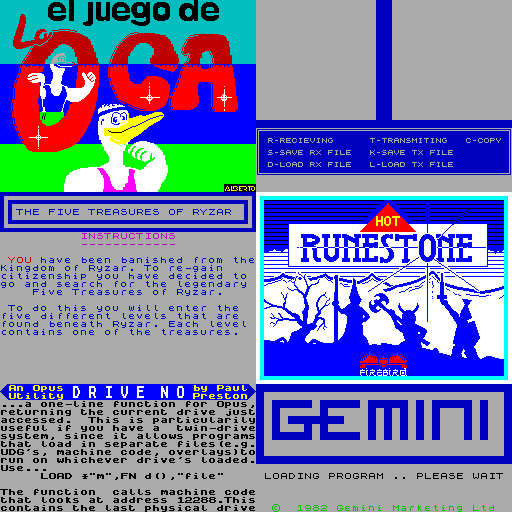 el juego de
La
OCA
ALBERTO
R-RECIEVING T-TRANSMITING C-COPY
S-SAVE RX FILE K-SAVE TX FILE
D-LOAD RX FILE L-LOAD TX FILE
THE FIVE TREASURES OF RYZAR
INSTRUCTIONS
YOU have been banished from the
Kingdom of Ryzar. To re-gain
citizenship you have decided to
go and search for the legendary
Five Treasures of Ryzar.
To do this you will enter the
five different levels that are
found beneath Ryzar. Each level
contains one of the treasures.
HOT
RUNESTONE
FIREBIRD
An Opus
Utility
DRIVE NO
by Paul
Preston
...a one-line function for Opus,
returning the current drive just
accessed. This is particularly
useful if you have a twin-drive
system, since it allows programs
that load in separate files(e.g.
UDG's, machine code, overlays)to
run on whichever drive's loaded.
Use...
LOAD *"m",FN d(),"file"
The function calls machine code
that looks at address 12288.This
contains the last physical drive
GEMINI
LOADING PROGRAM .. PLEASE WAIT
© 1982 Gemini Marketing Ltd